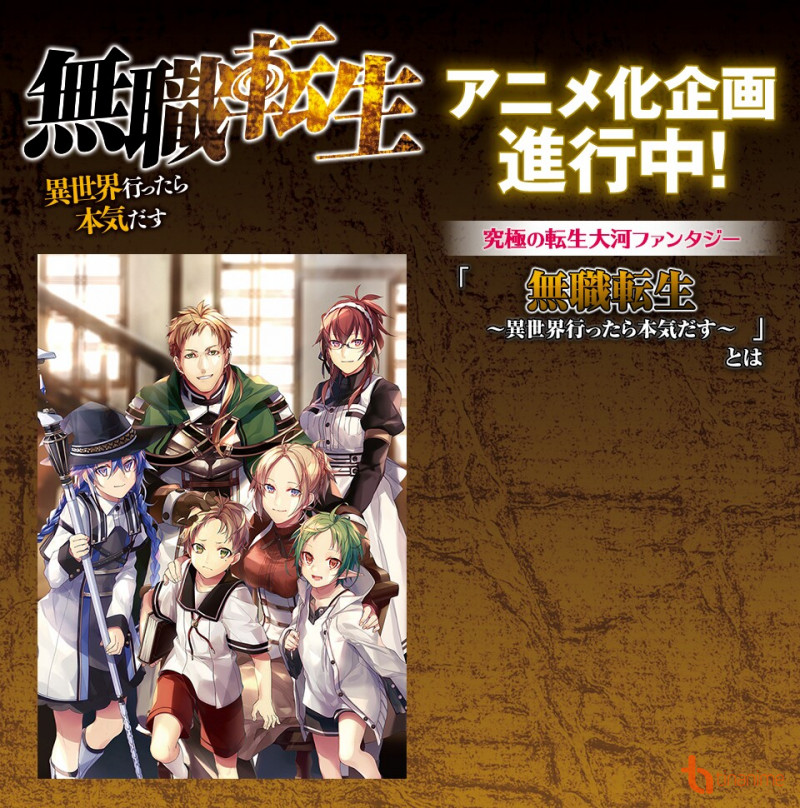 無職転生
異世界行ったら
本気だす
アニメ化企画
進行中!
究極の転生大河ファンタジー
「無職転生
～異世界行ったら本気だす～」
とは